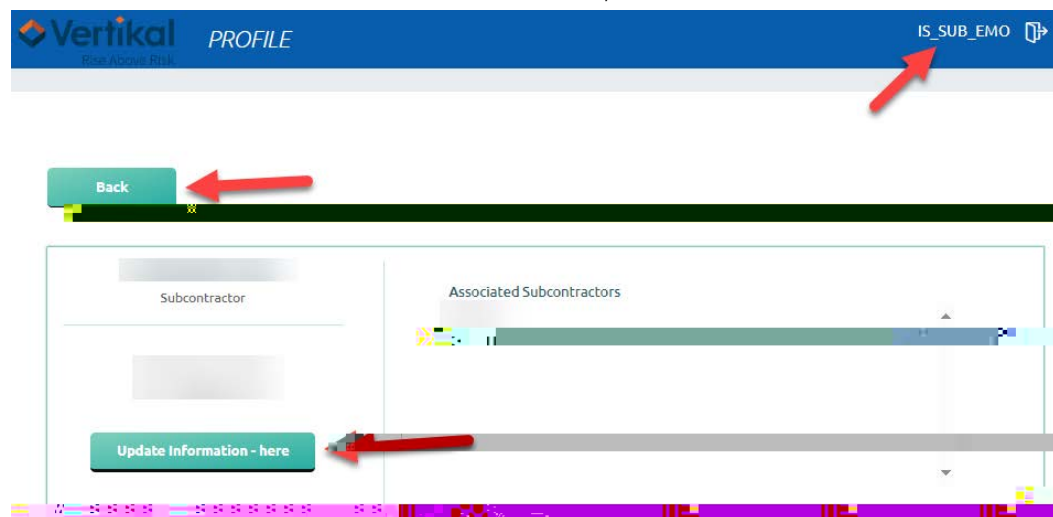 Vertikal PROFILE IS_SUB_EMO
Rise Above Risk
Back
Subcontractor
Associated Subcontractors
Update Information - here